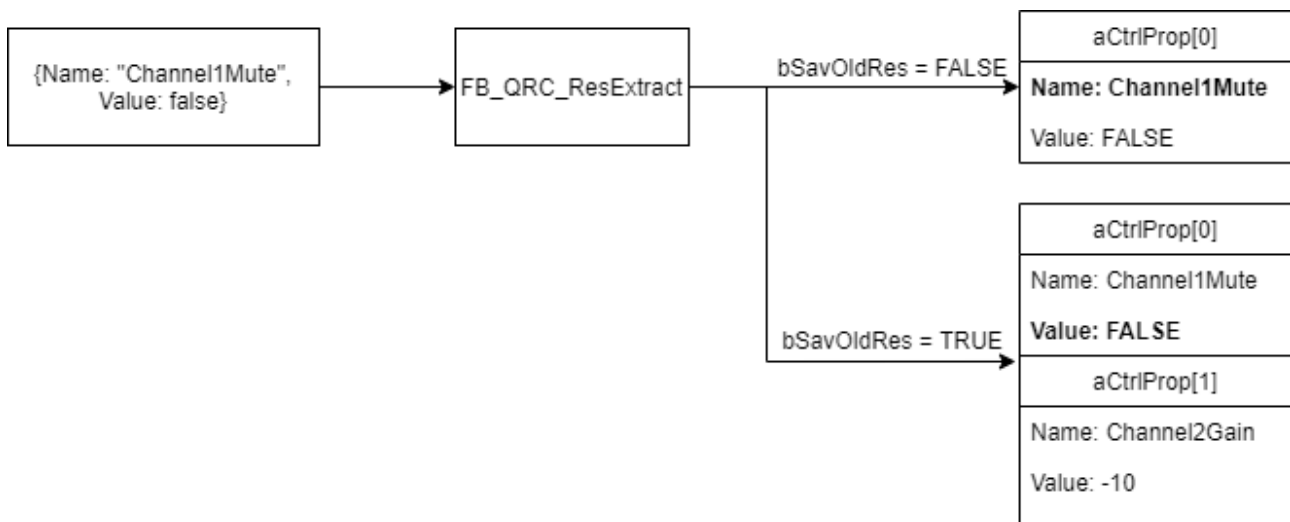 {Name: "Channel1Mute",
Value: false}
FB_QRC_ResExtract
bSavOldRes = FALSE
aCtrlProp[0]
Name: Channel1Mute
Value: FALSE
bSavOldRes = TRUE
aCtrlProp[0]
Name: Channel1Mute
Value: FALSE
aCtrlProp[1]
Name: Channel2Gain
Value: -10